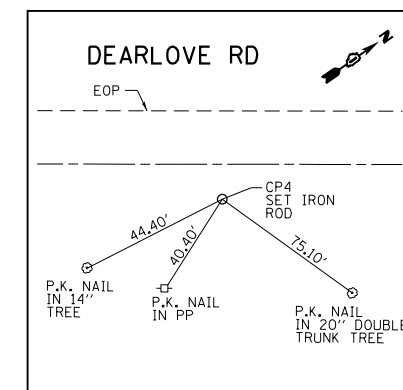 DEARLOVE RD
N
EOP
CP4
SET IRON
ROD
44.40'
40.40'
75.10'
P.K. NAIL
IN 14"
TREE
P.K. NAIL
IN PP
P.K. NAIL
IN 20" DOUBLE
TRUNK TREE